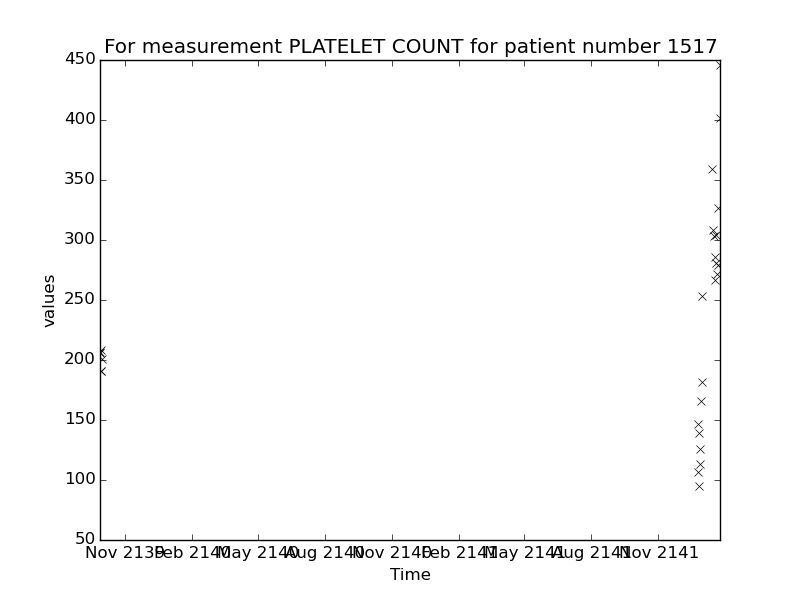 For measurement PLATELET COUNT for patient number 1517
450
400
350
300
250
200
150
100
50
values
Nov 2139 Feb 2140 May 2140 Aug 2140 Nov 2140 Feb 2141 May 2141 Aug 2141 Nov 2141
Time